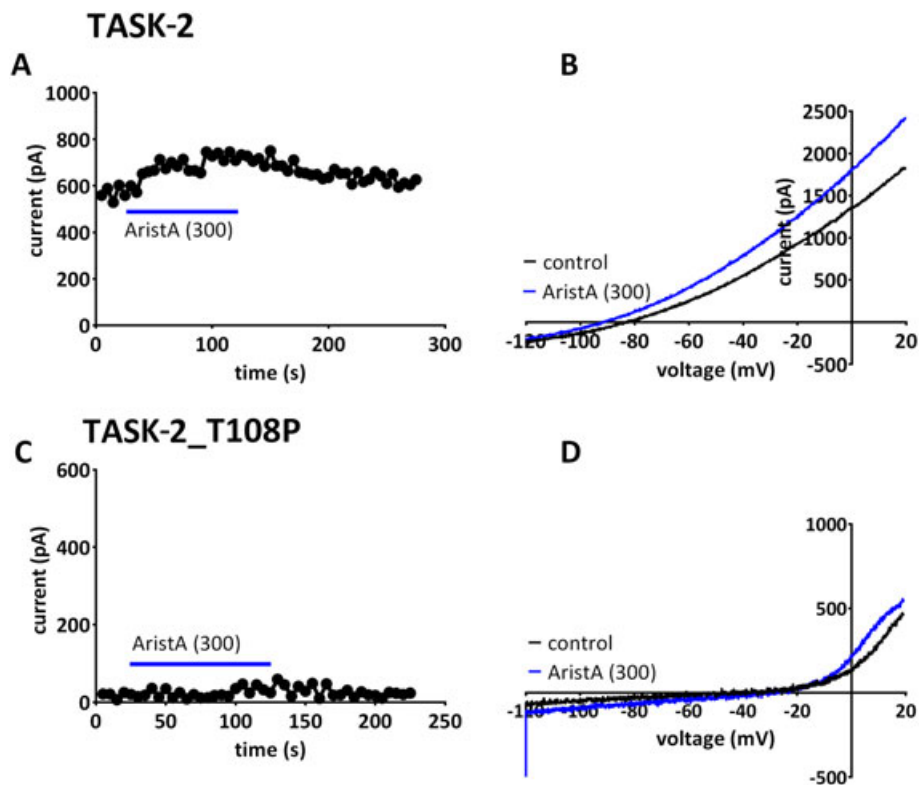 TASK-2
A
1000
800
600
400
200
0
current (pA)
AristA (300)
0 100 200 300
time (s)
B
2500
2000
1500
1000
500
-500
current (pA)
control
AristA (300)
-120 -100 -80 -60 -40 -20 0 20
voltage (mV)
TASK-2_T108P
C
600
400
200
0
current (pA)
AristA (300)
0 50 100 150 200 250
time (s)
D
1000
500
-500
control
AristA (300)
-120 -100 -80 -60 -40 -20 0 20
voltage (mV)